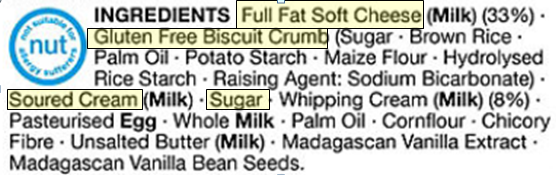 not suitable for
nut
allergy sufferers
INGREDIENTS Full Fat Soft Cheese (Milk) (33%) ·
Gluten Free Biscuit Crumb (Sugar · Brown Rice ·
Palm Oil · Potato Starch · Maize Flour · Hydrolysed
Rice Starch · Raising Agent: Sodium Bicarbonate) ·
Soured Cream (Milk) · Sugar · Whipping Cream (Milk) (8%) ·
Pasteurised Egg · Whole Milk · Palm Oil · Cornflour · Chicory
Fibre · Unsalted Butter (Milk) · Madagascan Vanilla Extract ·
Madagascan Vanilla Bean Seeds.